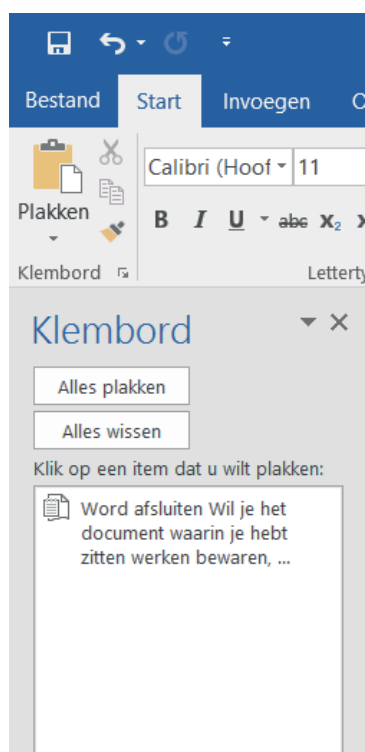 Bestand Start Invoegen O
Calibri (Hoof 11
Plakken
B I U abc X₂
Klembord Letterty
Klembord
Alles plakken
Alles wissen
Klik op een item dat u wilt plakken:
Word afsluiten Wil je het
document waarin je hebt
zitten werken bewaren, ...